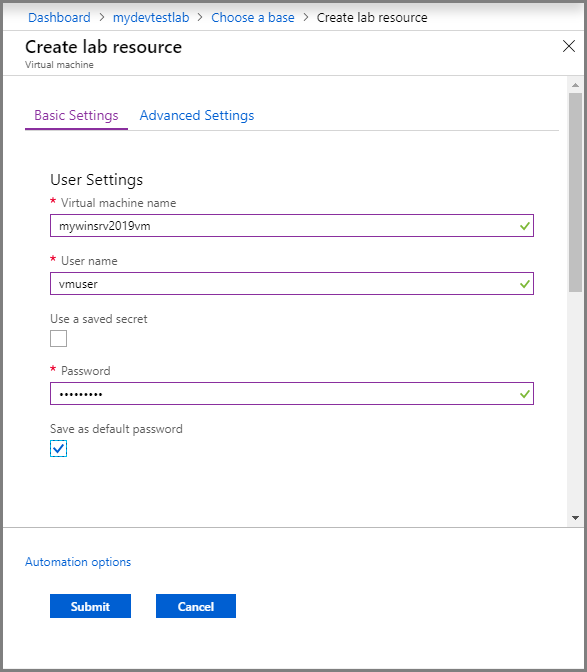 Dashboard > mydevtestlab > Choose a base > Create lab resource
Create lab resource
Virtual machine
Basic Settings Advanced Settings
User Settings
* Virtual machine name
mywinsrv2019vm
* User name
vmuser
Use a saved secret
* Password
•••••••••
Save as default password
Automation options
Submit Cancel